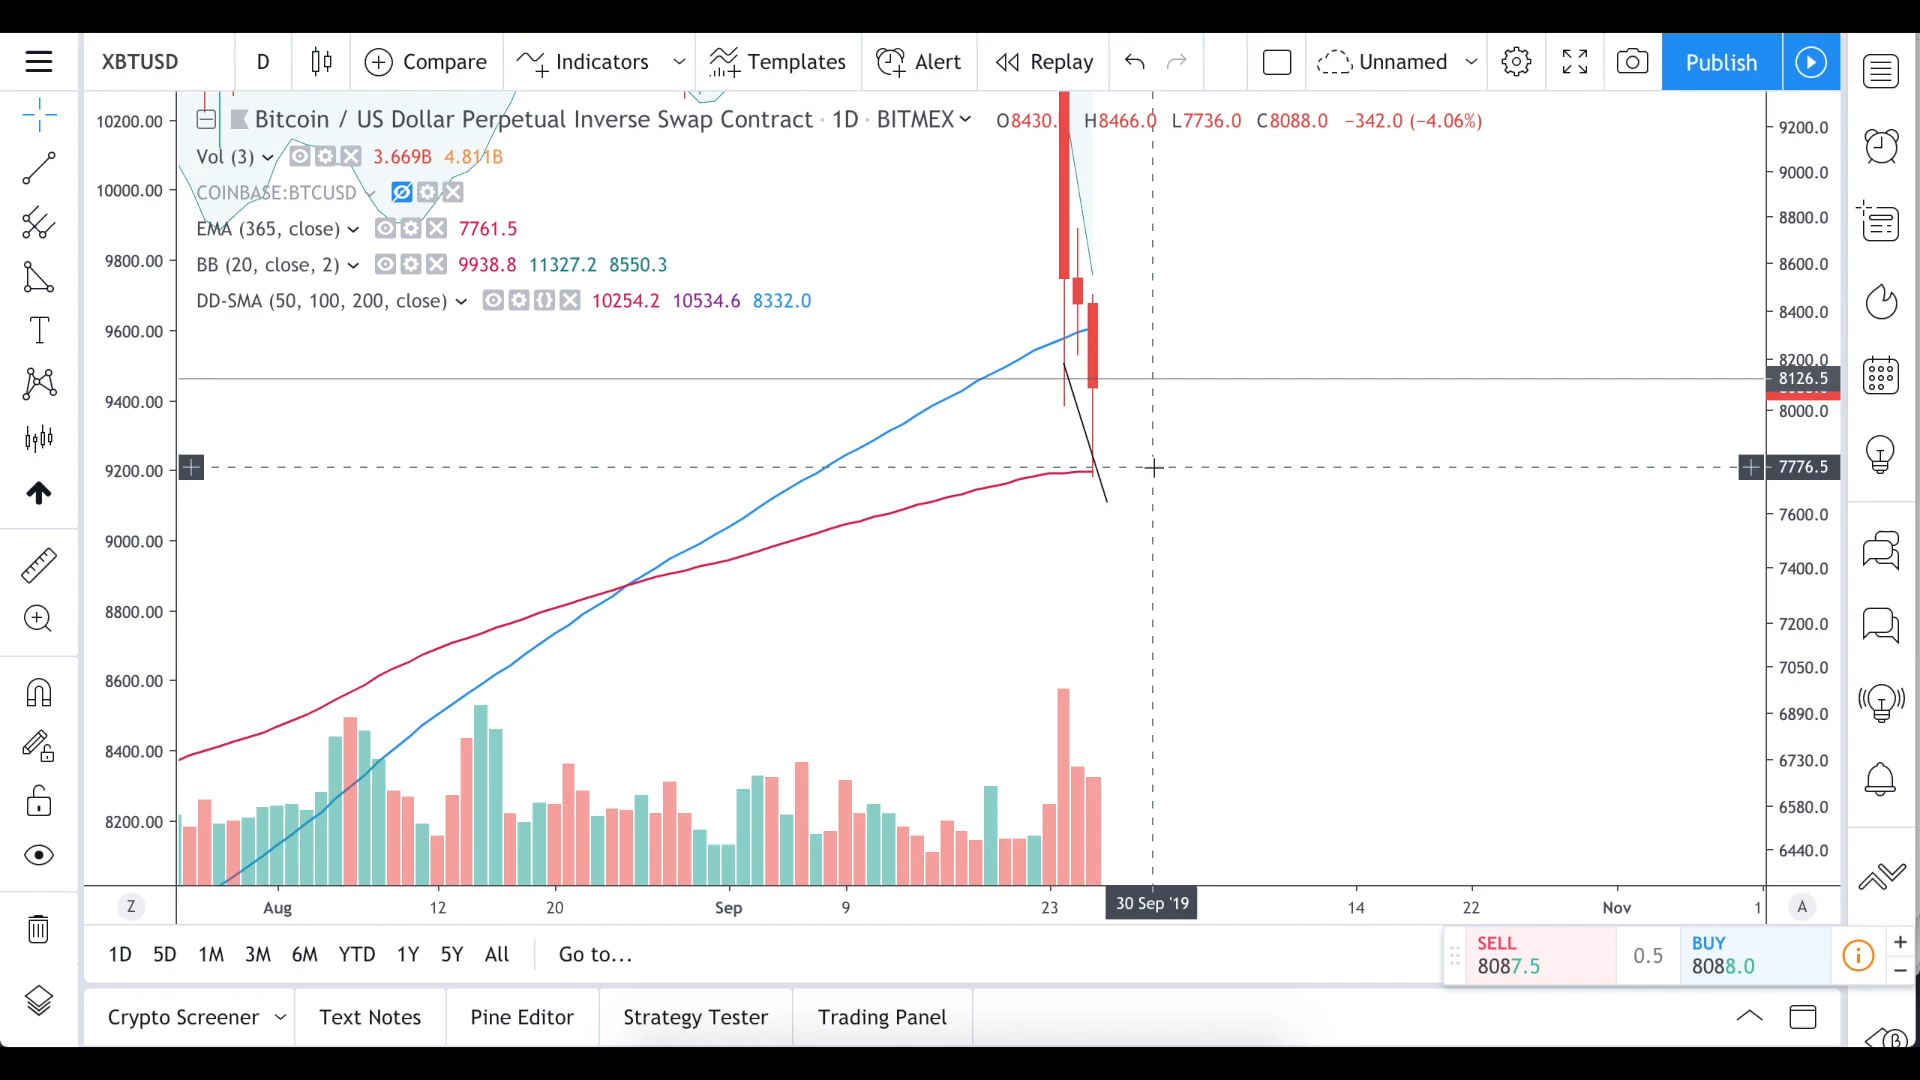 XBTUSD D Compare Indicators Templates Alert Replay Unnamed Publish
Bitcoin / US Dollar Perpetual Inverse Swap Contract · 1D · BITMEX O8430. H8466.0 L7736.0 C8088.0 −342.0 (−4.06%)
Vol (3) 3.669B 4.811B
COINBASE:BTCUSD
EMA (365, close) 7761.5
BB (20, close, 2) 9938.8 11327.2 8550.3
DD-SMA (50, 100, 200, close) 10254.2 10534.6 8332.0
10200.00
10000.00
9800.00
9600.00
9400.00
9200.00
9000.00
8800.00
8600.00
8400.00
8200.00
9200.0
9000.0
8800.0
8600.0
8400.0
8200.0
8126.5
8000.0
7776.5
7600.0
7400.0
7200.0
7050.0
6890.0
6730.0
6580.0
6440.0
Z Aug 12 20 Sep 9 23 30 Sep '19 14 22 Nov 1 A
1D 5D 1M 3M 6M YTD 1Y 5Y All Go to...
SELL
8087.5
0.5
BUY
8088.0
Crypto Screener Text Notes Pine Editor Strategy Tester Trading Panel